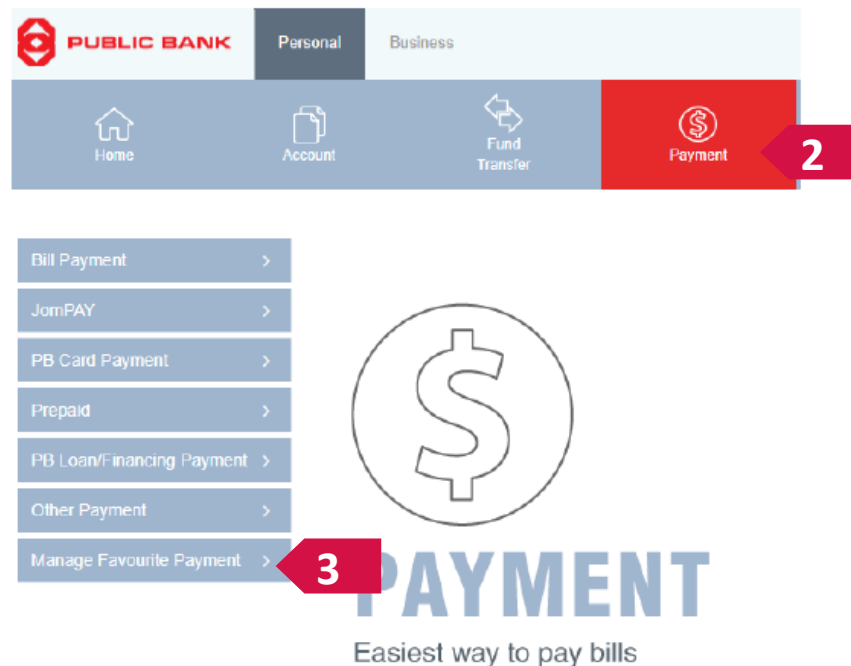 PUBLIC BANK
Personal
Business
Home
Account
Fund
Transfer
Payment
2
Bill Payment
JomPAY
PB Card Payment
Prepaid
PB Loan/Financing Payment
Other Payment
Manage Favourite Payment
3
PAYMENT
Easiest way to pay bills